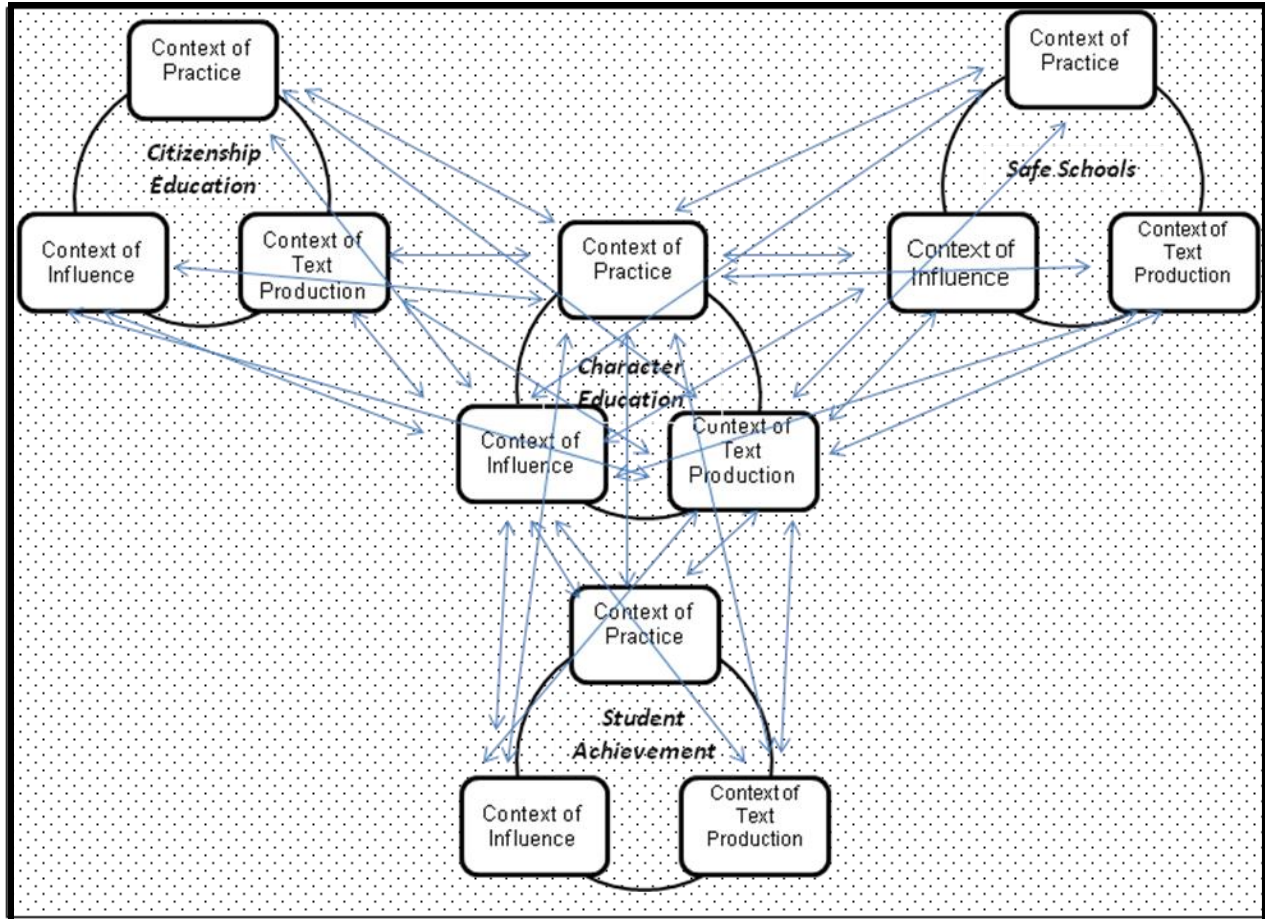 Context of
Practice
Citizenship
Education
Context of
Influence
Context of
Text
Production
Context of
Practice
Safe Schools
Context of
Influence
Context of
Text
Production
Context of
Practice
Character
Education
Context of
Influence
Context of
Text
Production
Context of
Practice
Student
Achievement
Context of
Influence
Context of
Text
Production